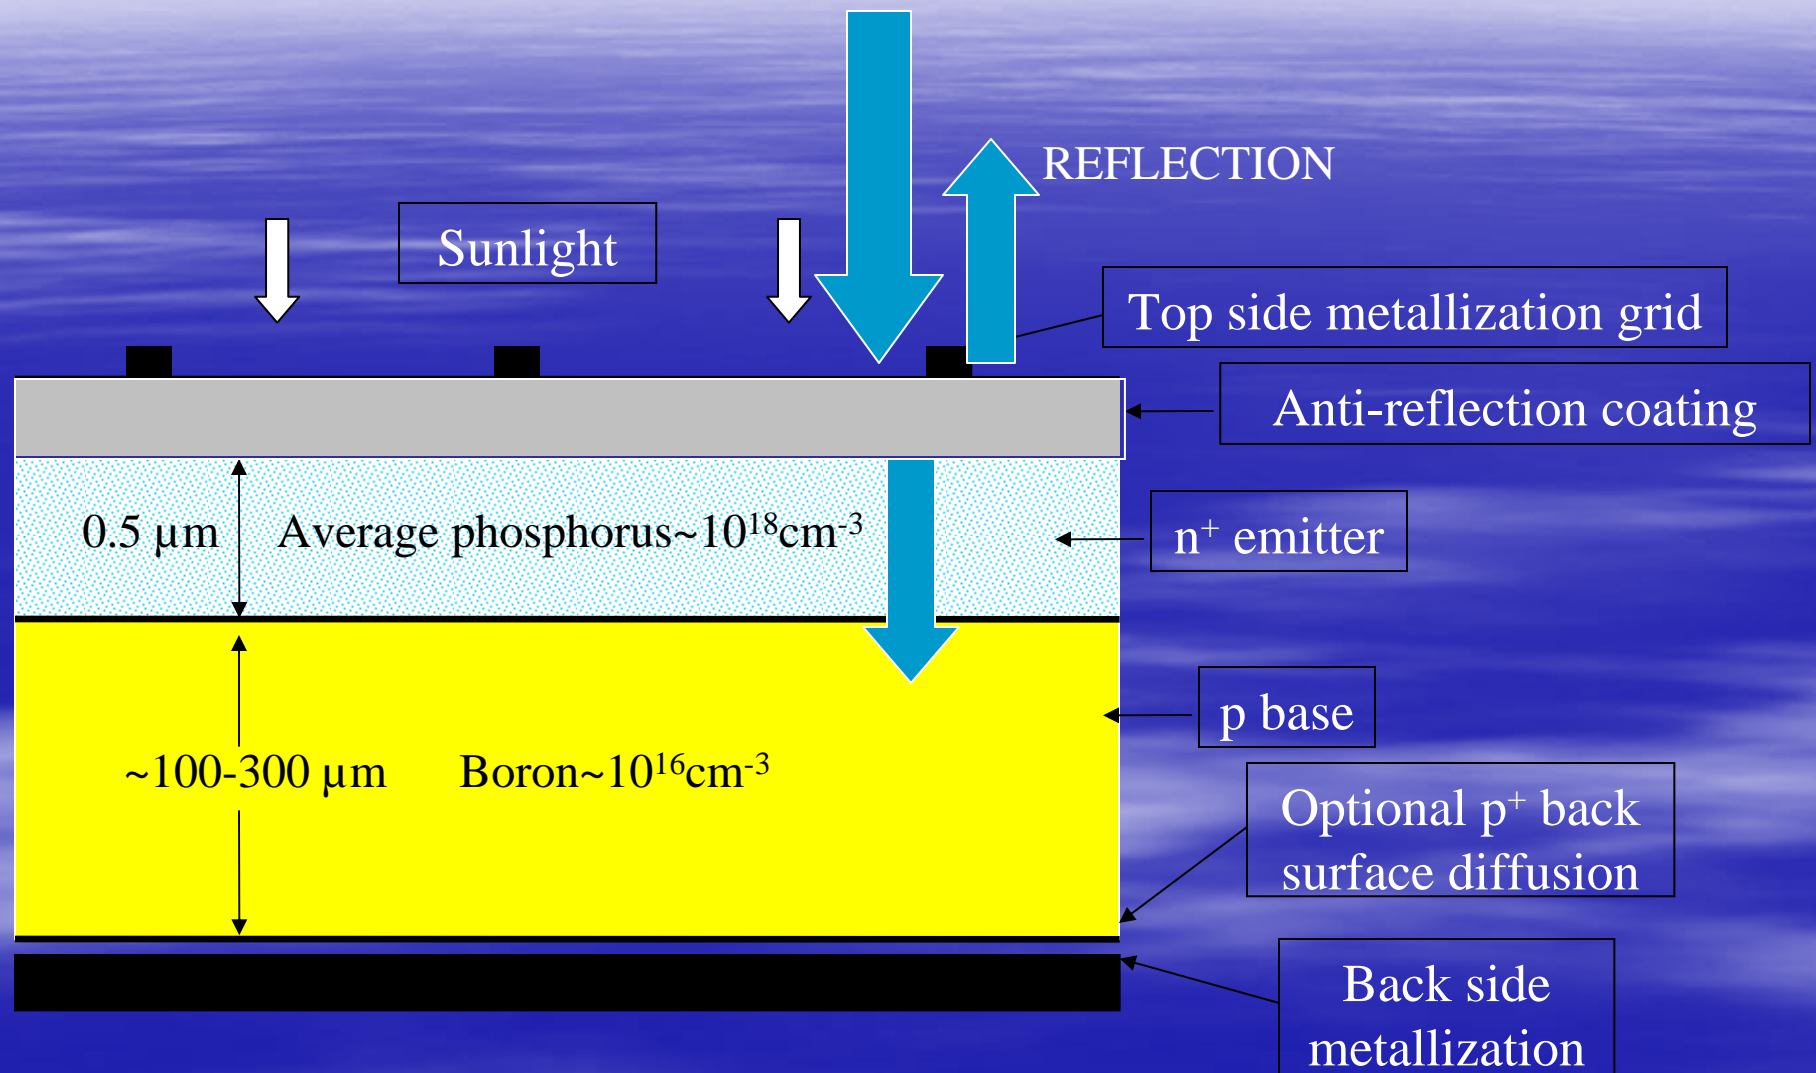 REFLECTION
Sunlight
Top side metallization grid
Anti-reflection coating
0.5 µm
Average phosphorus~10¹⁸cm⁻³
n⁺ emitter
p base
~100-300 µm
Boron~10¹⁶cm⁻³
Optional p⁺ back
surface diffusion
Back side
metallization